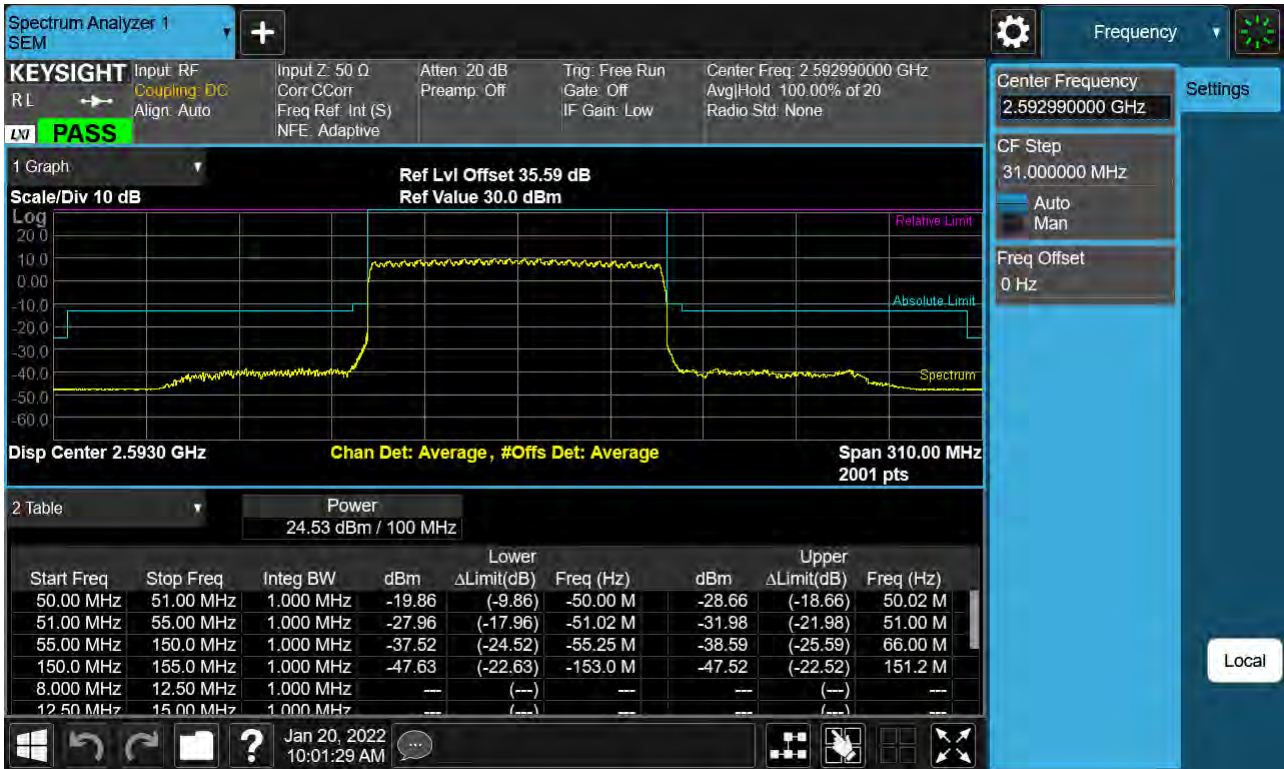 Spectrum Analyzer 1
SEM
Frequency
KEYSIGHT
R L
LXI
PASS
Input: RF
Coupling: DC
Align: Auto
Input Z: 50 Ω
Corr CCorr
Freq Ref: Int (S)
NFE: Adaptive
Atten: 20 dB
Preamp: Off
Trig: Free Run
Gate: Off
IF Gain: Low
Center Freq: 2.592990000 GHz
Avg|Hold: 100.00% of 20
Radio Std: None
Center Frequency
2.592990000 GHz
Settings
CF Step
31.000000 MHz
Auto
Man
Freq Offset
0 Hz
Local
1 Graph
Scale/Div 10 dB
Ref Lvl Offset 35.59 dB
Ref Value 30.0 dBm
Log
20.0
10.0
0.00
-10.0
-20.0
-30.0
-40.0
-50.0
-60.0
Relative Limit
Absolute Limit
Spectrum
Disp Center 2.5930 GHz
Chan Det: Average, #Offs Det: Average
Span 310.00 MHz
2001 pts
2 Table
Power
24.53 dBm / 100 MHz
Lower Upper
Start Freq Stop Freq Integ BW dBm ΔLimit(dB) Freq (Hz) dBm ΔLimit(dB) Freq (Hz)
50.00 MHz 51.00 MHz 1.000 MHz -19.86 (-9.86) -50.00 M -28.66 (-18.66) 50.02 M
51.00 MHz 55.00 MHz 1.000 MHz -27.96 (-17.96) -51.02 M -31.98 (-21.98) 51.00 M
55.00 MHz 150.0 MHz 1.000 MHz -37.52 (-24.52) -55.25 M -38.59 (-25.59) 66.00 M
150.0 MHz 155.0 MHz 1.000 MHz -47.63 (-22.63) -153.0 M -47.52 (-22.52) 151.2 M
8.000 MHz 12.50 MHz 1.000 MHz --- (---) --- --- (---) ---
12.50 MHz 15.00 MHz 1.000 MHz --- (---) --- --- (---) ---
?
Jan 20, 2022
10:01:29 AM